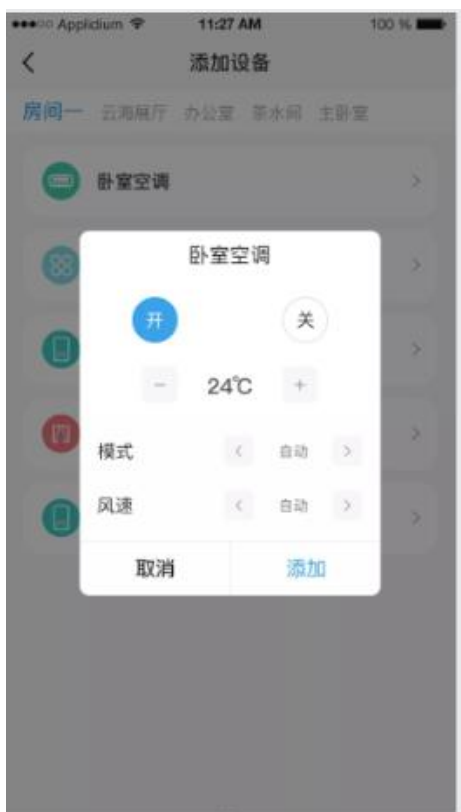 Applidium 11:27 AM 100 %
添加设备
房间一 云海展厅 办公室 茶水间 主卧室
卧室空调
卧室空调
开 关
- 24℃ +
模式 < 自动 >
风速 < 自动 >
取消 添加